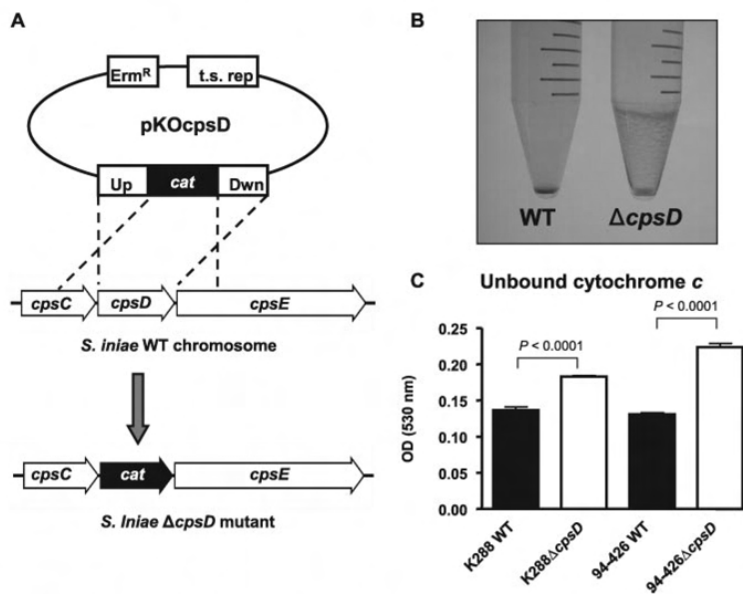 A
Erm^R
t.s. rep
pKOcpsD
Up
cat
Dwn
cpsC
cpsD
cpsE
S. iniae WT chromosome
cpsC
cat
cpsE
S. Iniae ΔcpsD mutant
B
WT
ΔcpsD
C
Unbound cytochrome c
P < 0.0001
P < 0.0001
OD (530 nm)
0.25
0.20
0.15
0.10
0.05
0.00
K288 WT
K288ΔcpsD
94-426 WT
94-426ΔcpsD